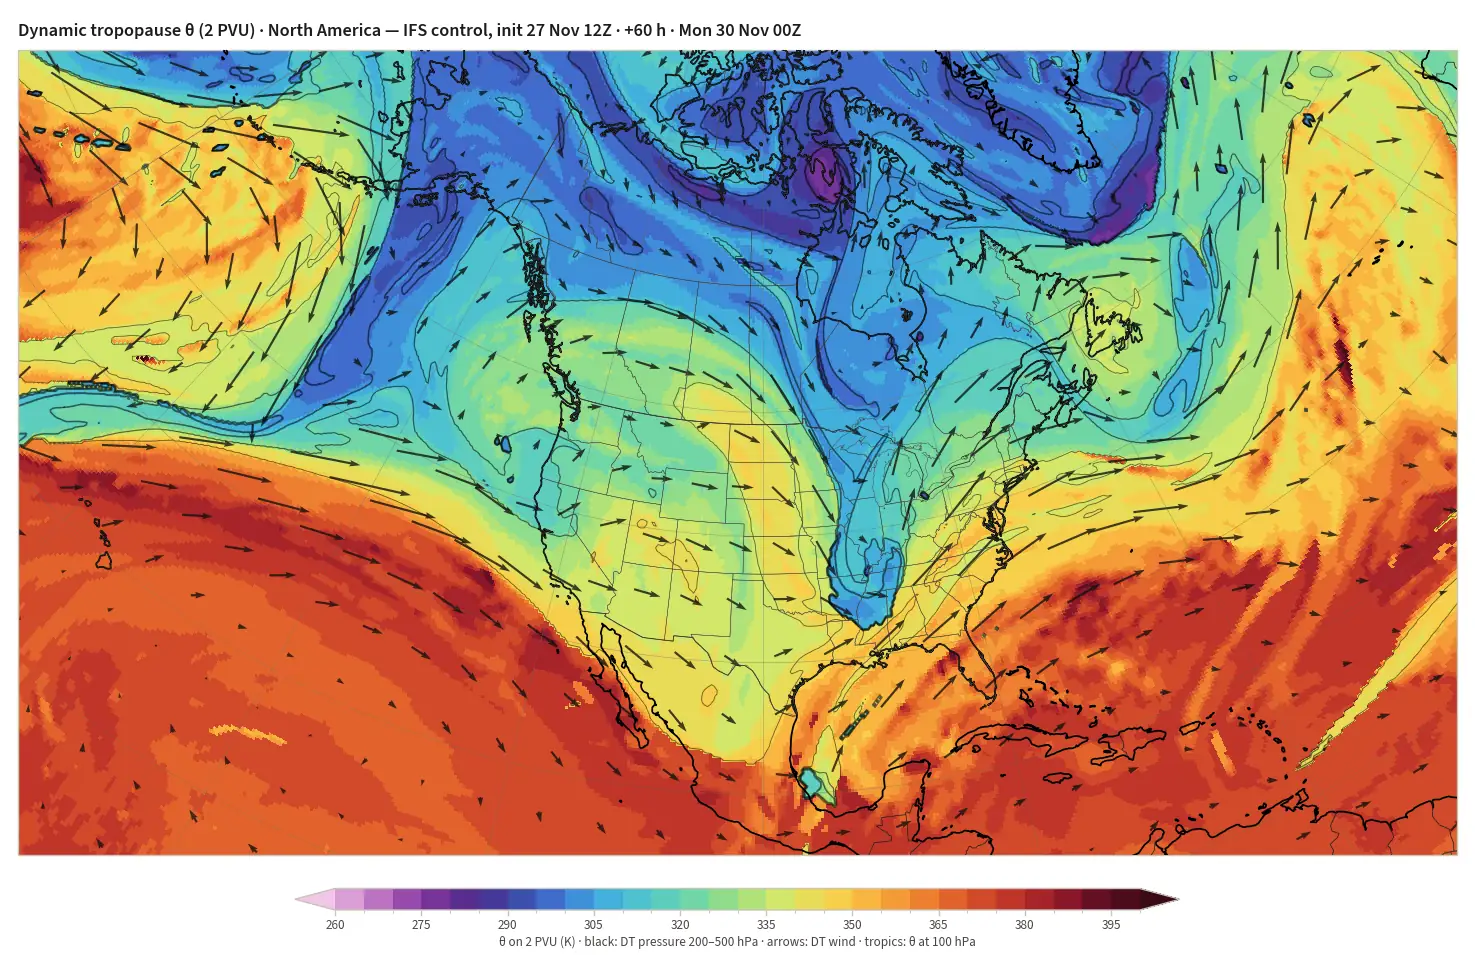 Dynamic tropopause θ (2 PVU) · North America — IFS control, init 27 Nov 12Z · +60 h · Mon 30 Nov 00Z
260 275 290 305 320 335 350 365 380 395
θ on 2 PVU (K) · black: DT pressure 200–500 hPa · arrows: DT wind · tropics: θ at 100 hPa